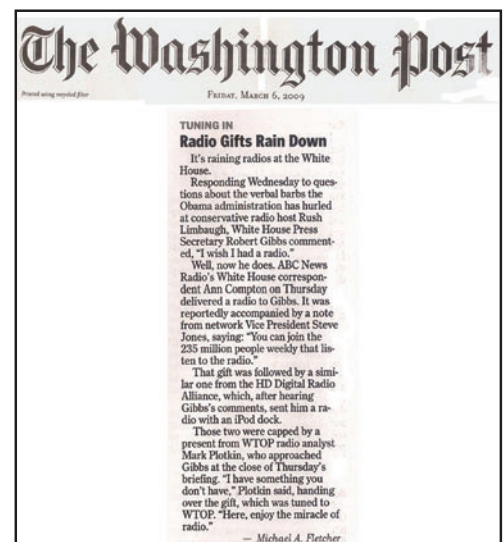 The Washington Post
Printed using recycled fiber
FRIDAY, MARCH 6, 2009
TUNING IN
Radio Gifts Rain Down
It's raining radios at the White
House.
Responding Wednesday to ques-
tions about the verbal barbs the
Obama administration has hurled
at conservative radio host Rush
Limbaugh, White House Press
Secretary Robert Gibbs comment-
ed, "I wish I had a radio."
Well, now he does. ABC News
Radio's White House correspon-
dent Ann Compton on Thursday
delivered a radio to Gibbs. It was
reportedly accompanied by a note
from network Vice President Steve
Jones, saying: "You can join the
235 million people weekly that lis-
ten to the radio."
That gift was followed by a simi-
lar one from the HD Digital Radio
Alliance, which, after hearing
Gibbs's comments, sent him a ra-
dio with an iPod dock.
Those two were capped by a
present from WTOP radio analyst
Mark Plotkin, who approached
Gibbs at the close of Thursday's
briefing. "I have something you
don't have," Plotkin said, handing
over the gift, which was tuned to
WTOP. "Here, enjoy the miracle of
radio."
— Michael A. Fletcher